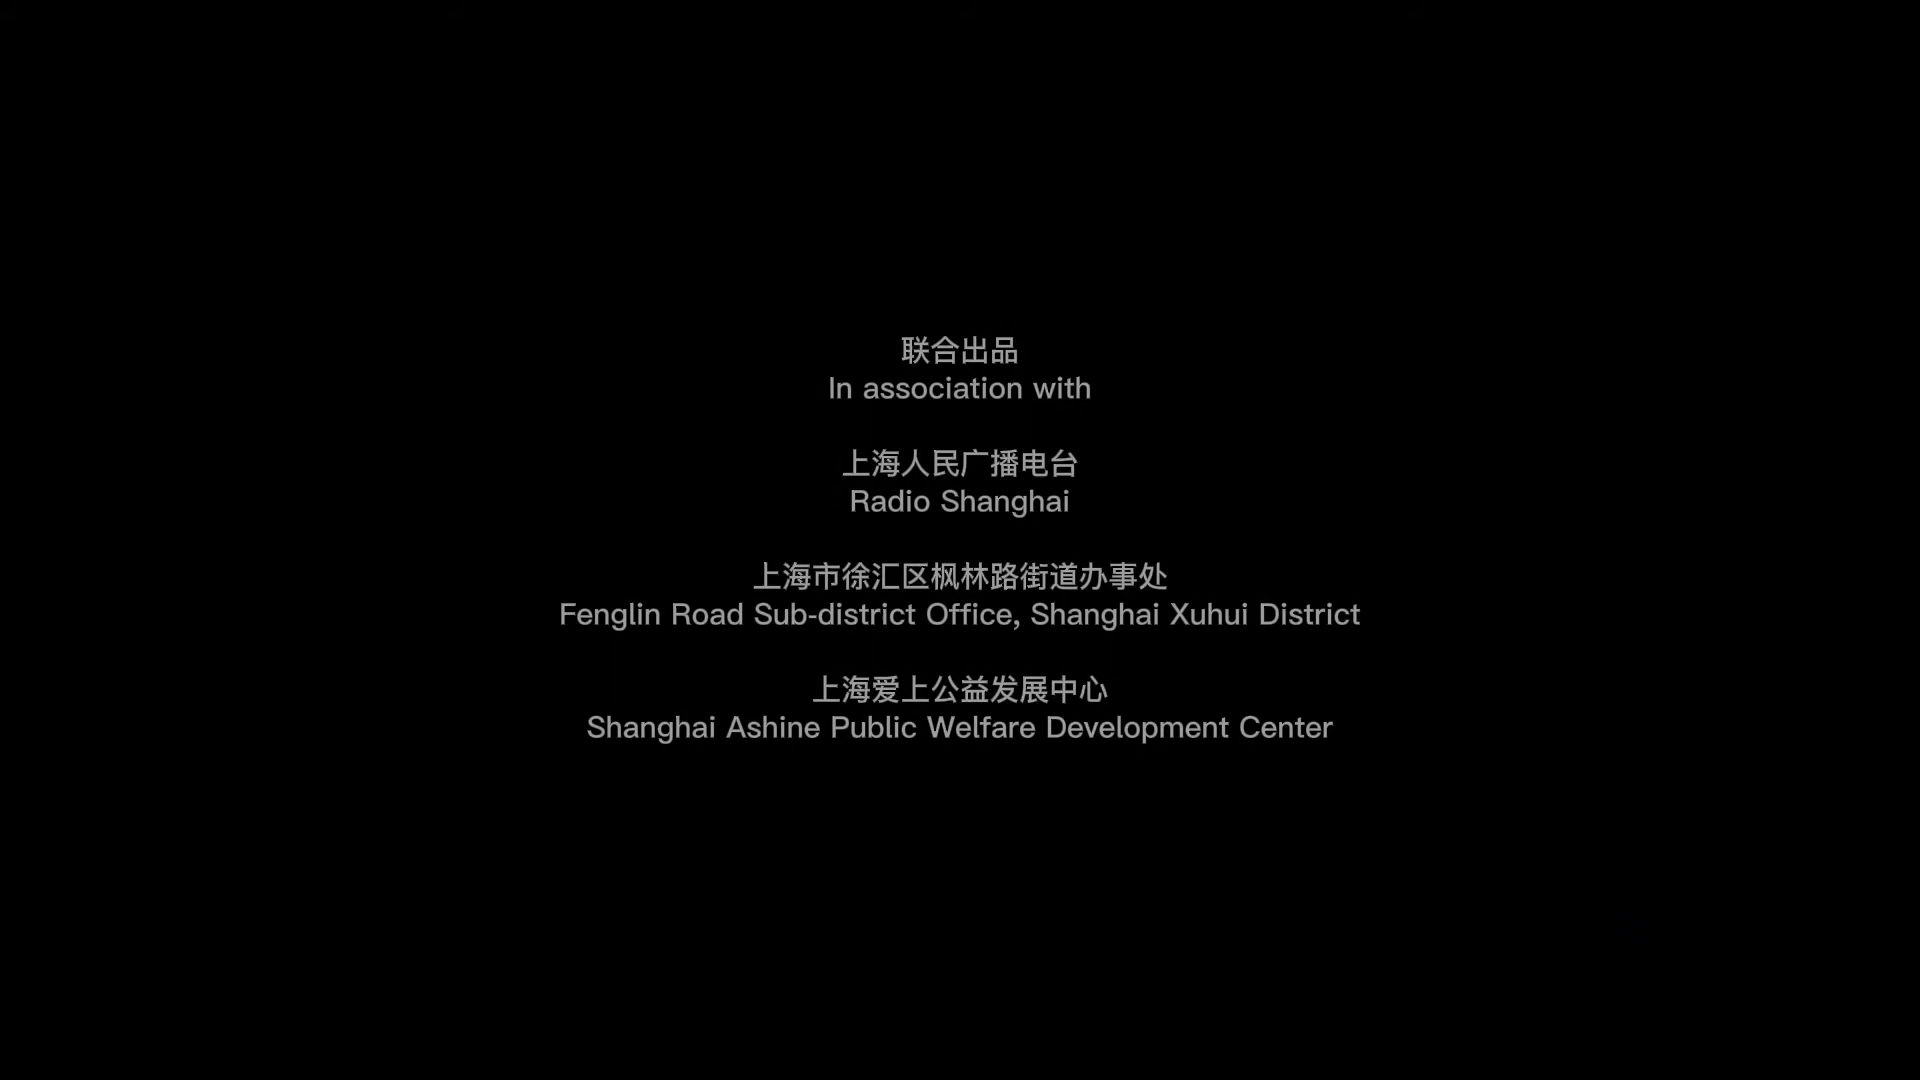 联合出品
In association with
上海人民广播电台
Radio Shanghai
上海市徐汇区枫林路街道办事处
Fenglin Road Sub-district Office, Shanghai Xuhui District
上海爱上公益发展中心
Shanghai Ashine Public Welfare Development Center